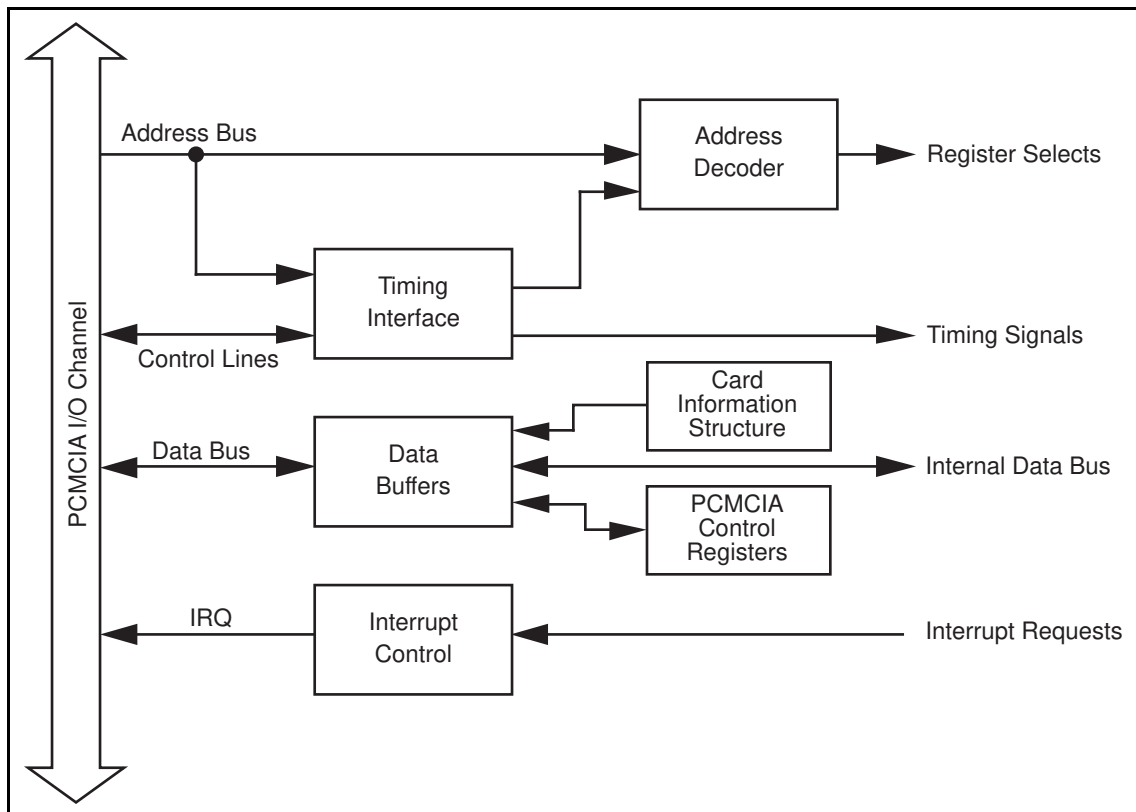 Address Bus
Address
Decoder
Register Selects
Timing
Interface
Control Lines
Timing Signals
PCMCIA I/O Channel
Card
Information
Structure
Data Bus
Data
Buffers
Internal Data Bus
PCMCIA
Control
Registers
IRQ
Interrupt
Control
Interrupt Requests